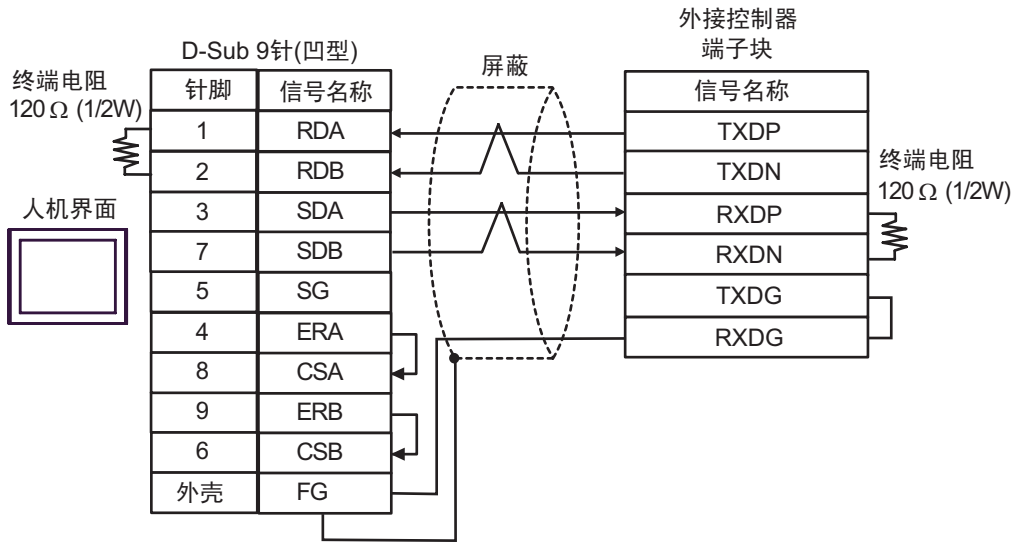 外接控制器
端子块
D-Sub 9针(凹型)
屏蔽
终端电阻
120 Ω (1/2W)
针脚 信号名称
信号名称
1 RDA
TXDP
2 RDB
TXDN
终端电阻
120 Ω (1/2W)
人机界面
3 SDA
RXDP
7 SDB
RXDN
5 SG
TXDG
4 ERA
RXDG
8 CSA
9 ERB
6 CSB
外壳 FG